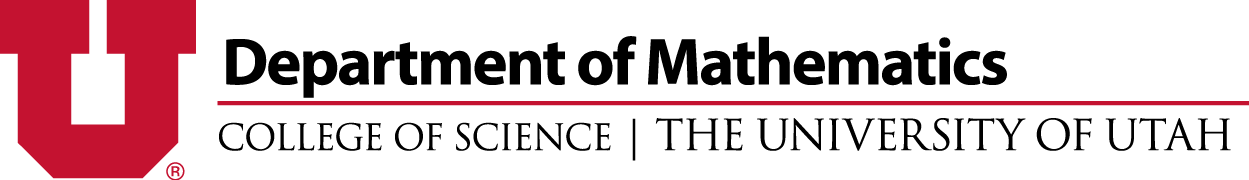 U®
Department of Mathematics
COLLEGE OF SCIENCE | THE UNIVERSITY OF UTAH